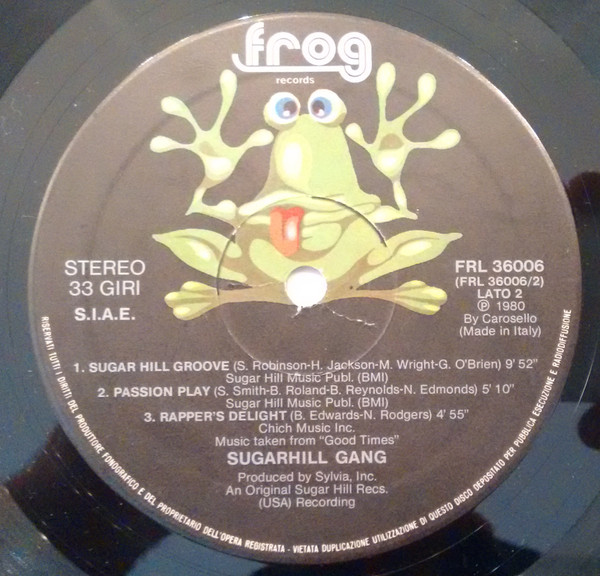 frog
records
STEREO
33 GIRI
S.I.A.E.
FRL 36006
(FRL 36006/2)
LATO 2
℗ 1980
By Carosello
(Made in Italy)
1. SUGAR HILL GROOVE (S. Robinson-H. Jackson-M. Wright-G. O'Brien) 9' 52"
Sugar Hill Music Publ. (BMI)
2. PASSION PLAY (S. Smith-B. Roland-B. Reynolds-N. Edmonds) 5' 10"
Sugar Hill Music Publ. (BMI)
3. RAPPER'S DELIGHT (B. Edwards-N. Rodgers) 4' 55"
Chich Music Inc.
Music taken from "Good Times"
SUGARHILL GANG
Produced by Sylvia, Inc.
An Original Sugar Hill Recs.
(USA) Recording
RISERVATI TUTTI I DIRITTI DEL PRODUTTORE FONOGRAFICO E DEL PROPRIETARIO DELL'OPERA REGISTRATA - VIETATA DUPLICAZIONE UTILIZZAZIONE DI QUESTO DISCO DEPOSITATO PER PUBBLICA ESECUZIONE E RADIODIFFUSIONE